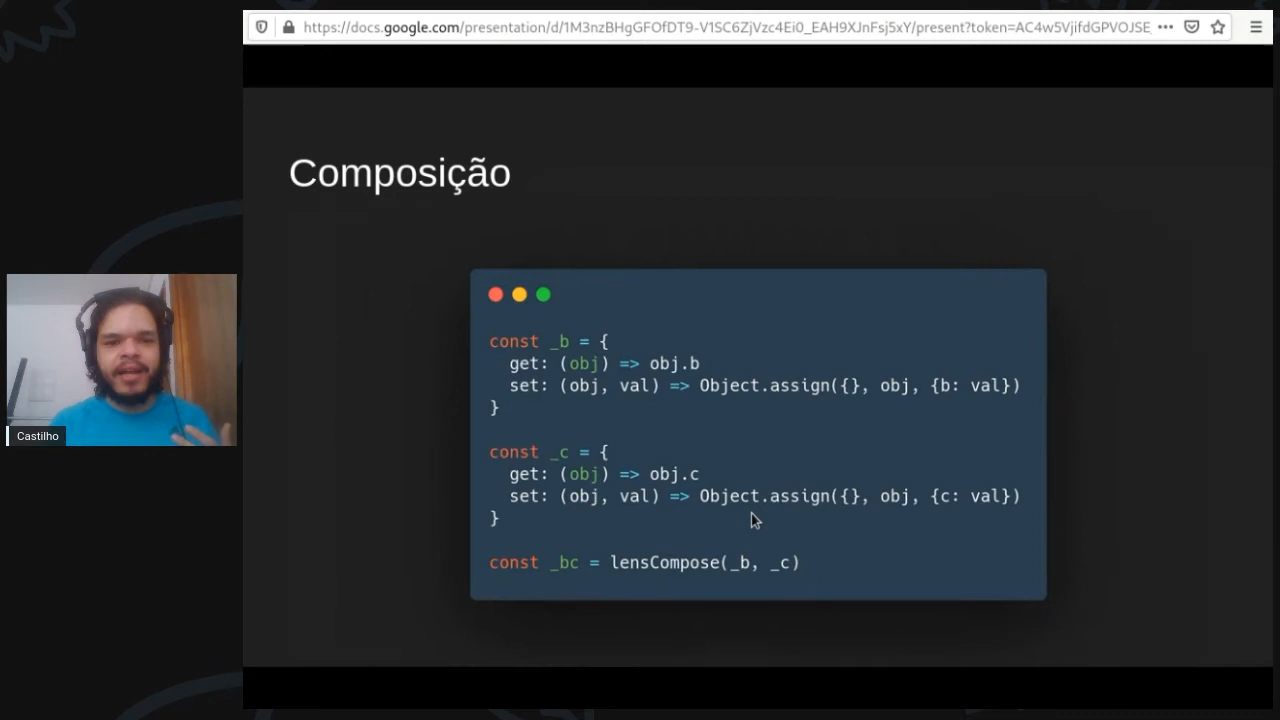 https://docs.google.com/presentation/d/1M3nzBHgGFOfDT9-V1SC6ZjVzc4Ei0_EAH9XJnFsj5xY/present?token=AC4w5VjifdGPVOJSE_
Composição
const _b = {
  get: (obj) => obj.b
  set: (obj, val) => Object.assign({}, obj, {b: val})
}
const _c = {
  get: (obj) => obj.c
  set: (obj, val) => Object.assign({}, obj, {c: val})
}
const _bc = lensCompose(_b, _c)
Castilho